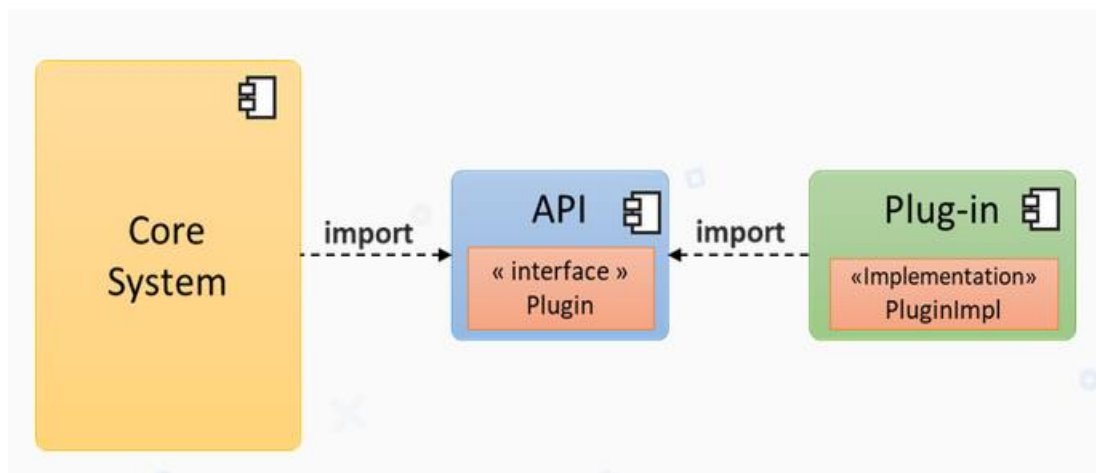 Core
System
import
API
« interface »
Plugin
import
Plug-in
«Implementation»
PluginImpl